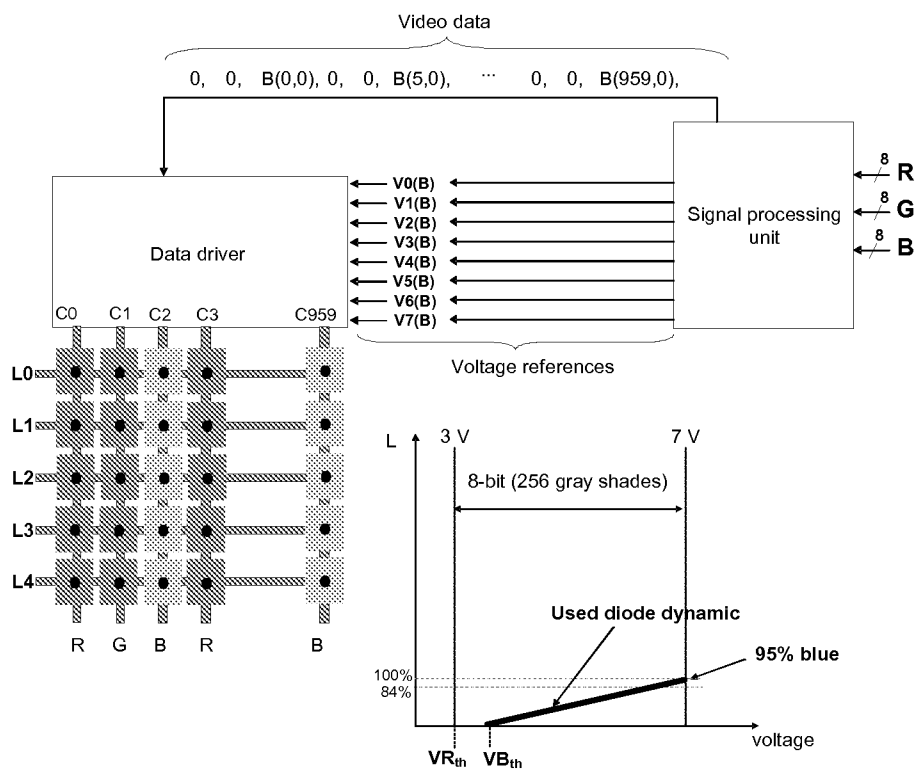 Video data
0, 0, B(0,0), 0, 0, B(5,0), ... 0, 0, B(959,0),
8 R
8 G
8 B
Signal processing unit
V0(B)
V1(B)
V2(B)
V3(B)
V4(B)
V5(B)
V6(B)
V7(B)
Data driver
C0 C1 C2 C3 C959
Voltage references
L0
L1
L2
L3
L4
R G B R B
L 3 V 7 V
8-bit (256 gray shades)
Used diode dynamic
95% blue
100%
84%
voltage
VRth VBth